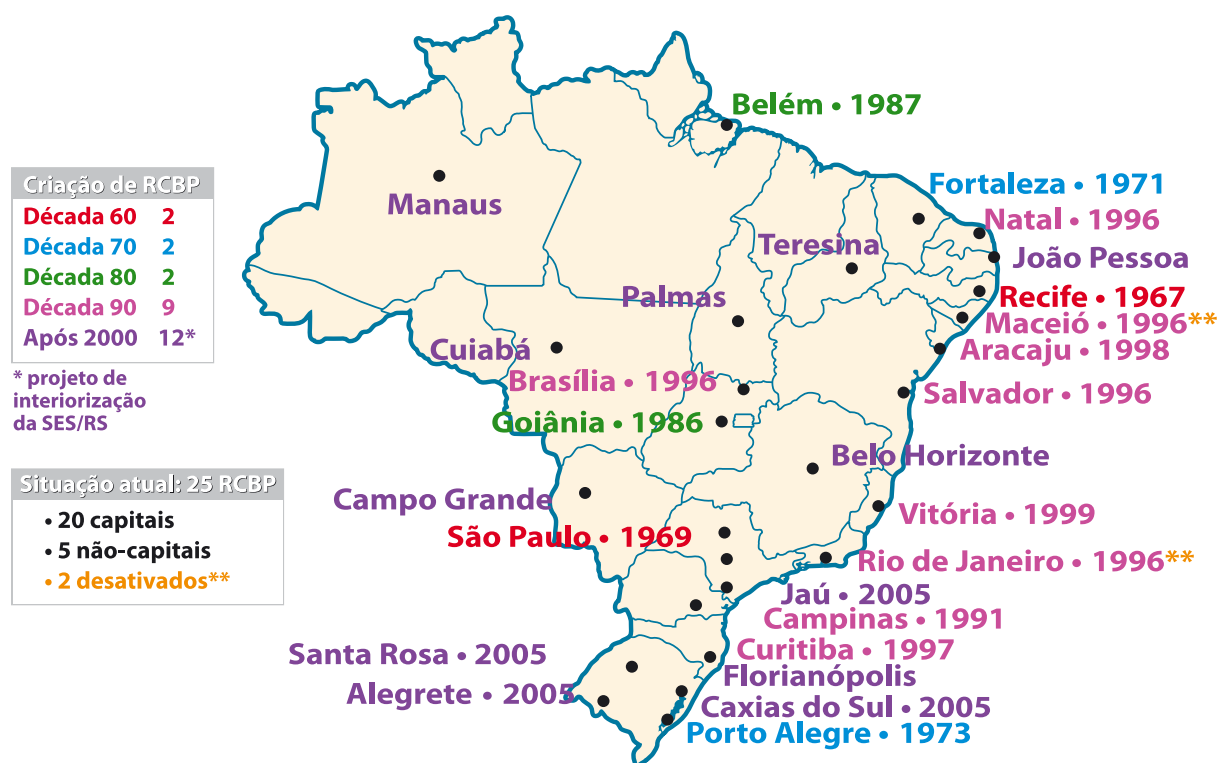 Criação de RCBP
Década 60 2
Década 70 2
Década 80 2
Década 90 9
Após 2000 12*
* projeto de
interiorização
da SES/RS
Situação atual: 25 RCBP
• 20 capitais
• 5 não-capitais
• 2 desativados**
Belém • 1987
Manaus
Fortaleza • 1971
Natal • 1996
Teresina
João Pessoa
Palmas
Recife • 1967
Maceió • 1996**
Cuiabá
Aracaju • 1998
Brasília • 1996
Salvador • 1996
Goiânia • 1986
Belo Horizonte
Campo Grande
Vitória • 1999
São Paulo • 1969
Rio de Janeiro • 1996**
Jaú • 2005
Campinas • 1991
Curitiba • 1997
Santa Rosa • 2005
Florianópolis
Alegrete • 2005
Caxias do Sul • 2005
Porto Alegre • 1973